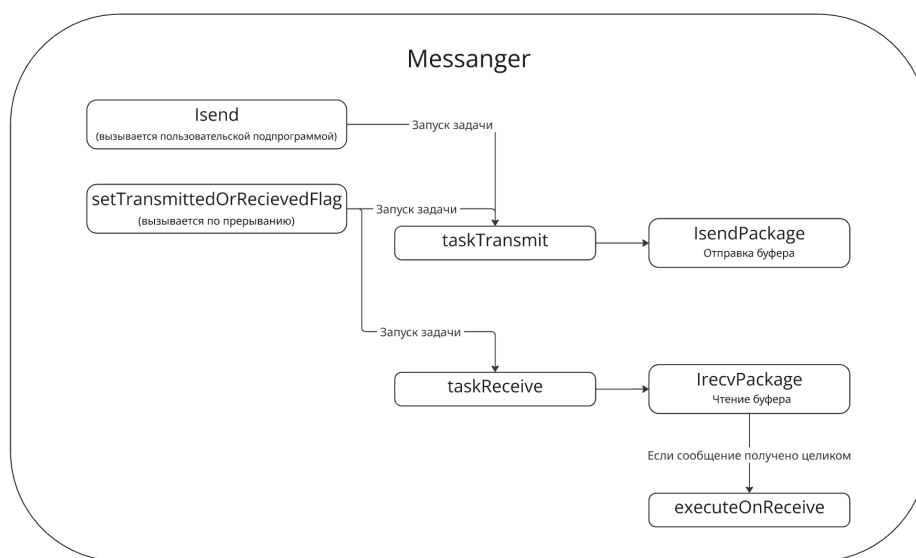 Messanger
Isend
(вызывается пользовательской подпрограммой)
Запуск задачи
setTransmittedOrRecievedFlag
(вызывается по прерыванию)
Запуск задачи
taskTransmit
IsendPackage
Отправка буфера
Запуск задачи
taskReceive
IrecvPackage
Чтение буфера
Если сообщение получено целиком
executeOnReceive